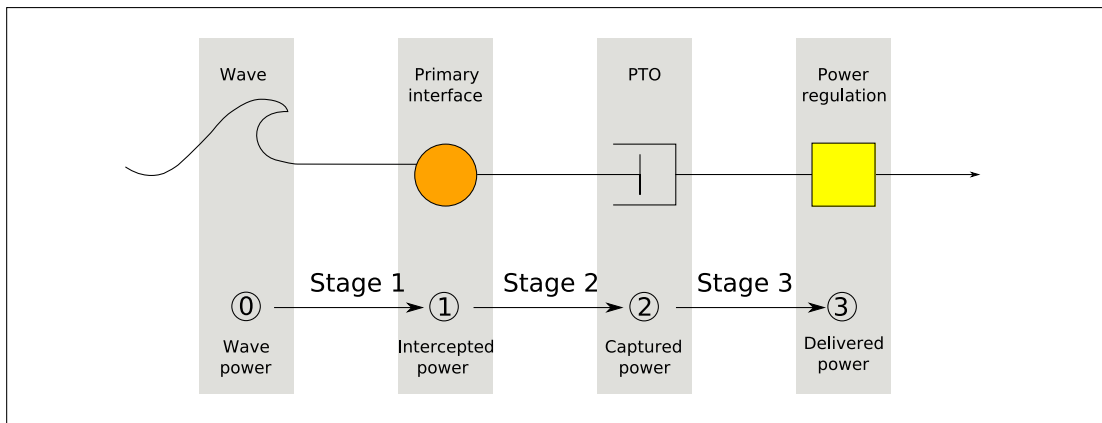 Wave
Primary
interface
PTO
Power
regulation
Stage 1
Stage 2
Stage 3
0
1
2
3
Wave
power
Intercepted
power
Captured
power
Delivered
power